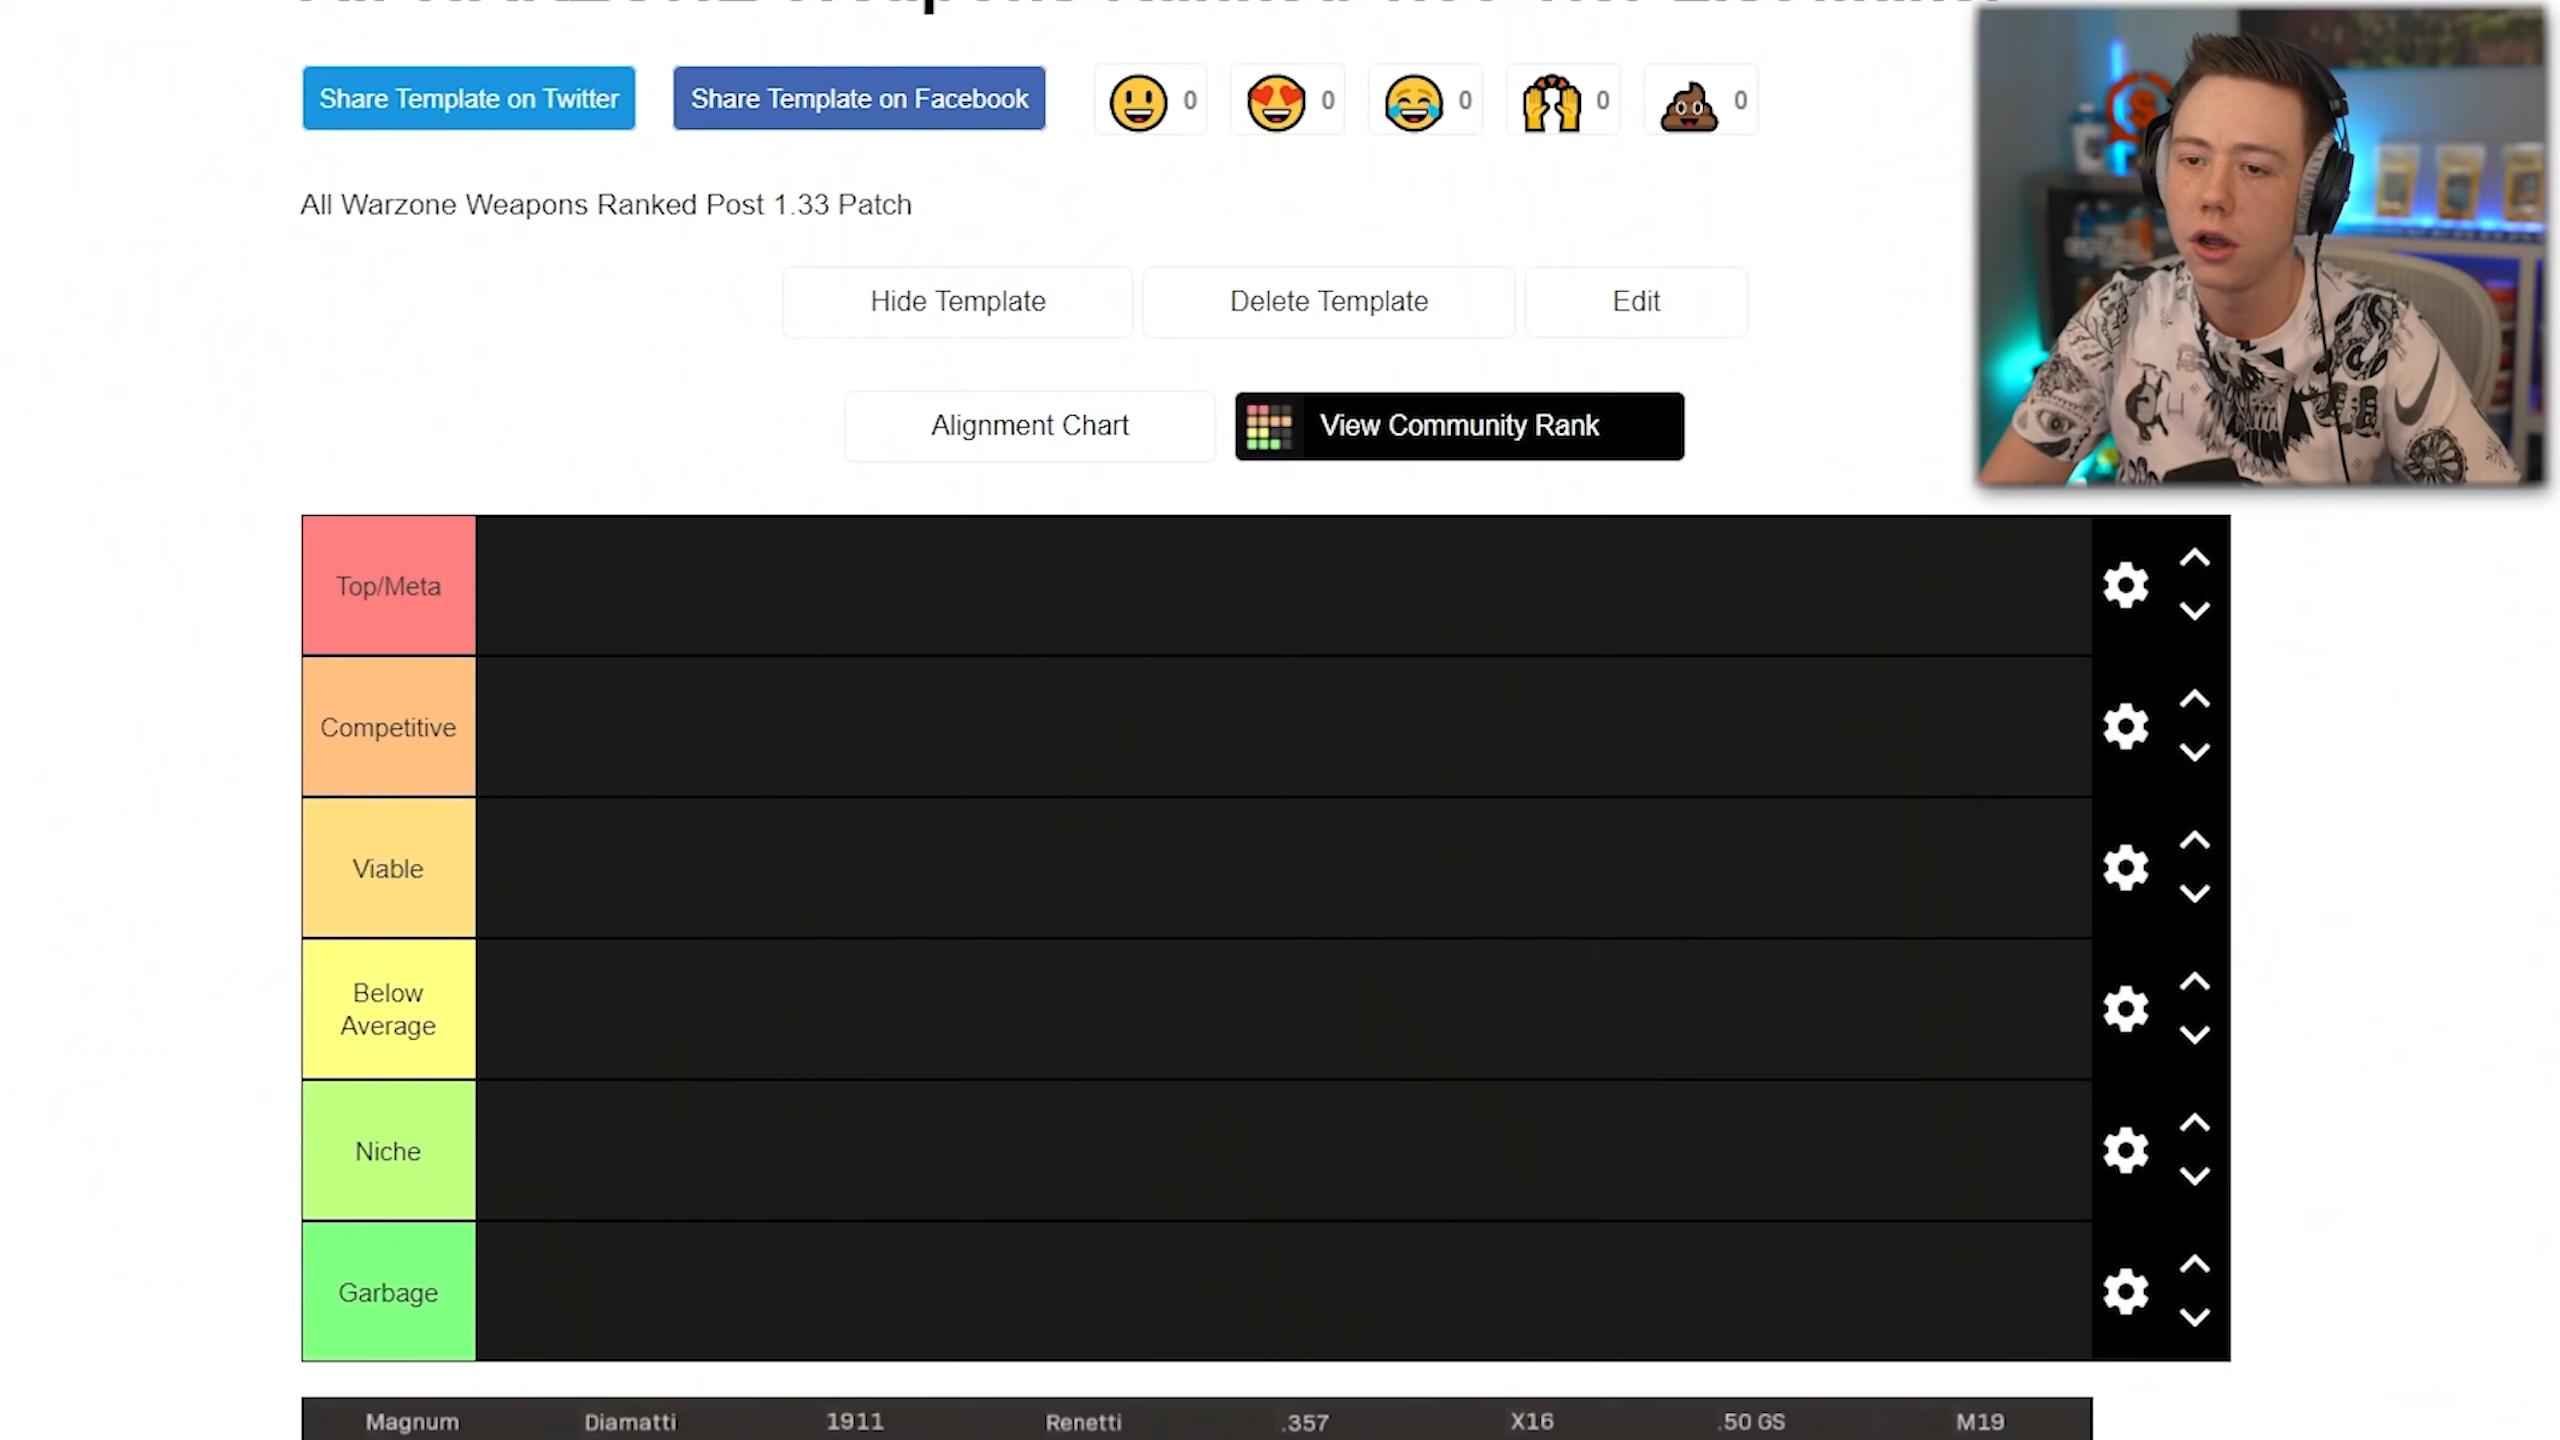 Share Template on Twitter
Share Template on Facebook
0
0
0
0
0
All Warzone Weapons Ranked Post 1.33 Patch
Hide Template
Delete Template
Edit
Alignment Chart
View Community Rank
Top/Meta
Competitive
Viable
Below
Average
Niche
Garbage
Magnum
Diamatti
1911
Renetti
.357
X16
.50 GS
M19